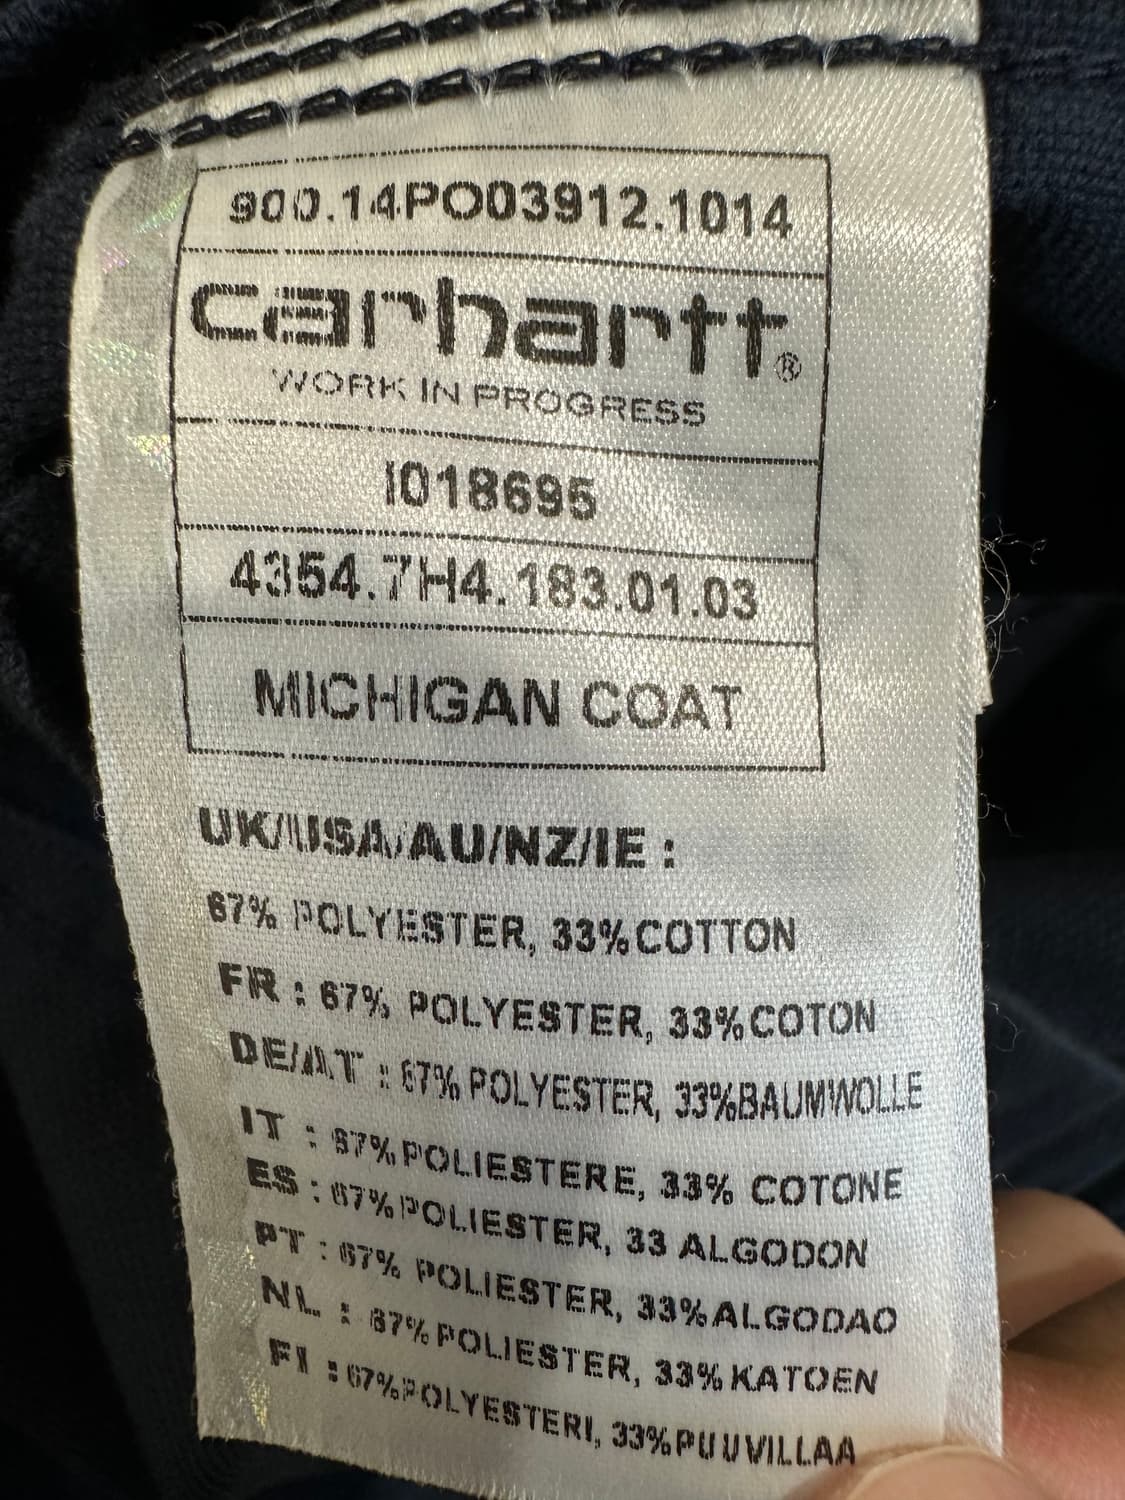 900.14PO03912.1014
carhartt®
WORK IN PROGRESS
I018695
4354.7H4.183.01.03
MICHIGAN COAT
UK/USA/AU/NZ/IE :
67% POLYESTER, 33%COTTON
FR : 67% POLYESTER, 33%COTON
DE/AT : 67% POLYESTER, 33%BAUMWOLLE
IT : 67%POLIESTERE, 33% COTONE
ES : 67%POLIESTER, 33 ALGODON
PT : 67% POLIESTER, 33%ALGODAO
NL : 67%POLIESTER, 33%KATOEN
FI : 67%POLYESTERI, 33%PUUVILLAA